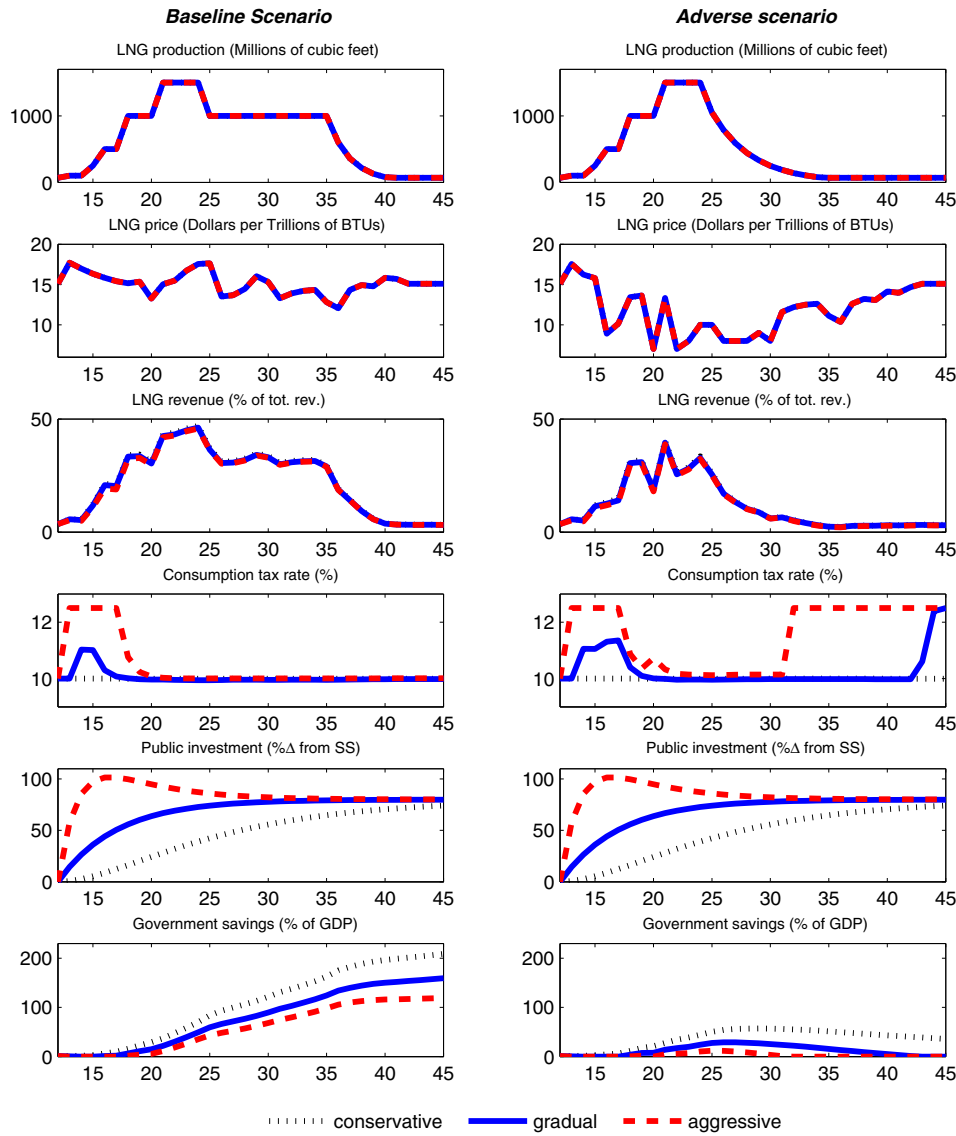 Baseline Scenario
Adverse scenario
LNG production (Millions of cubic feet)
LNG production (Millions of cubic feet)
1000
0
15 20 25 30 35 40 45
1000
0
15 20 25 30 35 40 45
LNG price (Dollars per Trillions of BTUs)
LNG price (Dollars per Trillions of BTUs)
20
15
10
15 20 25 30 35 40 45
20
15
10
15 20 25 30 35 40 45
LNG revenue (% of tot. rev.)
LNG revenue (% of tot. rev.)
50
0
15 20 25 30 35 40 45
50
0
15 20 25 30 35 40 45
Consumption tax rate (%)
Consumption tax rate (%)
12
10
15 20 25 30 35 40 45
12
10
15 20 25 30 35 40 45
Public investment (%Δ from SS)
Public investment (%Δ from SS)
100
50
0
15 20 25 30 35 40 45
100
50
0
15 20 25 30 35 40 45
Government savings (% of GDP)
Government savings (% of GDP)
200
100
0
15 20 25 30 35 40 45
200
100
0
15 20 25 30 35 40 45
conservative gradual aggressive